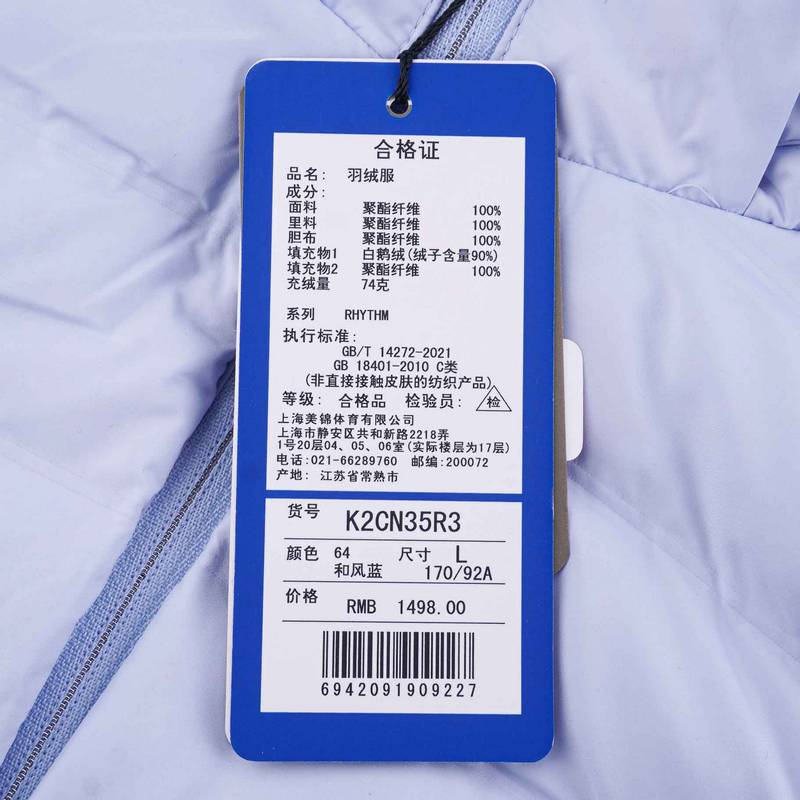 合格证
品名: 羽绒服
成分:
面料 聚酯纤维 100%
里料 聚酯纤维 100%
胆布 聚酯纤维 100%
填充物1 白鹅绒(绒子含量90%)
填充物2 聚酯纤维 100%
充绒量 74克
系列 RHYTHM
执行标准:
GB/T 14272-2021
GB 18401-2010 C类
(非直接接触皮肤的纺织产品)
等级: 合格品 检验员: 检
上海美锦体育有限公司
上海市静安区共和新路2218弄
1号20层04、05、06室(实际楼层为17层)
电话:021-66289760 邮编:200072
产地: 江苏省常熟市
货号 K2CN35R3
颜色 64 尺寸 L
和风蓝 170/92A
价格 RMB 1498.00
6942091909227